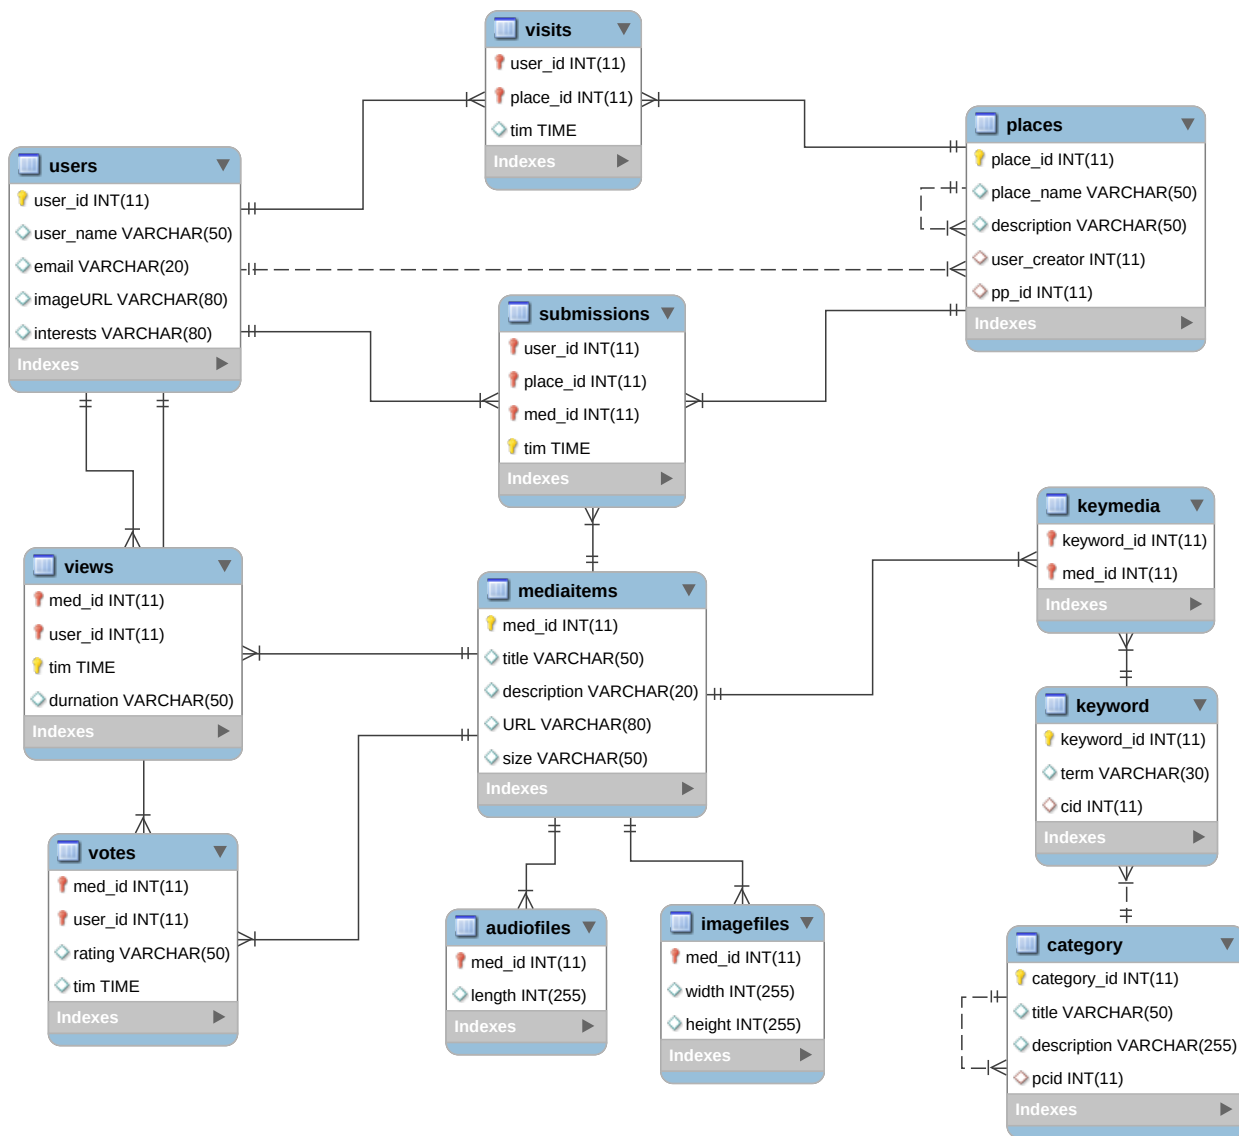 visits
user_id INT(11)
place_id INT(11)
tim TIME
Indexes
places
place_id INT(11)
place_name VARCHAR(50)
description VARCHAR(50)
user_creator INT(11)
pp_id INT(11)
Indexes
users
user_id INT(11)
user_name VARCHAR(50)
email VARCHAR(20)
imageURL VARCHAR(80)
interests VARCHAR(80)
Indexes
submissions
user_id INT(11)
place_id INT(11)
med_id INT(11)
tim TIME
Indexes
keymedia
keyword_id INT(11)
med_id INT(11)
Indexes
views
med_id INT(11)
user_id INT(11)
tim TIME
durnation VARCHAR(50)
Indexes
mediaitems
med_id INT(11)
title VARCHAR(50)
description VARCHAR(20)
URL VARCHAR(80)
size VARCHAR(50)
Indexes
keyword
keyword_id INT(11)
term VARCHAR(30)
cid INT(11)
Indexes
votes
med_id INT(11)
user_id INT(11)
rating VARCHAR(50)
tim TIME
Indexes
audiofiles
med_id INT(11)
length INT(255)
Indexes
imagefiles
med_id INT(11)
width INT(255)
height INT(255)
Indexes
category
category_id INT(11)
title VARCHAR(50)
description VARCHAR(255)
pcid INT(11)
Indexes